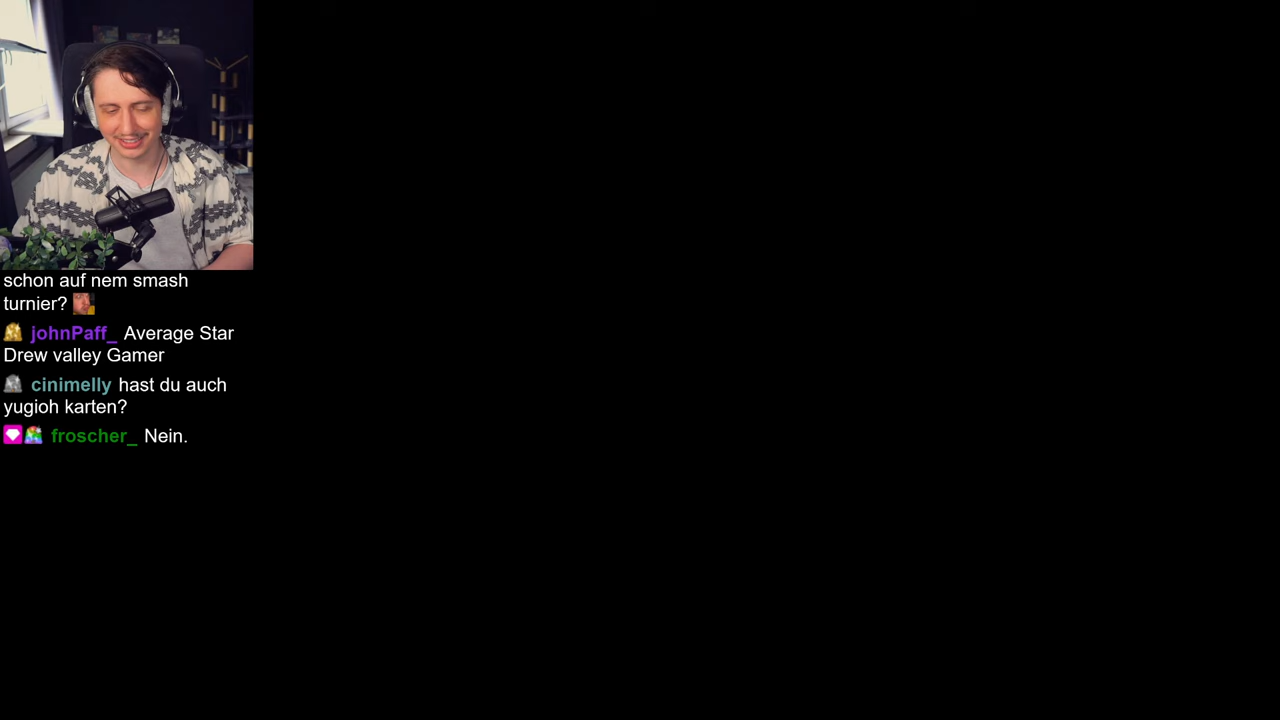 schon auf nem smash
turnier?
johnPaff_ Average Star
Drew valley Gamer
cinimelly hast du auch
yugioh karten?
froscher_ Nein.